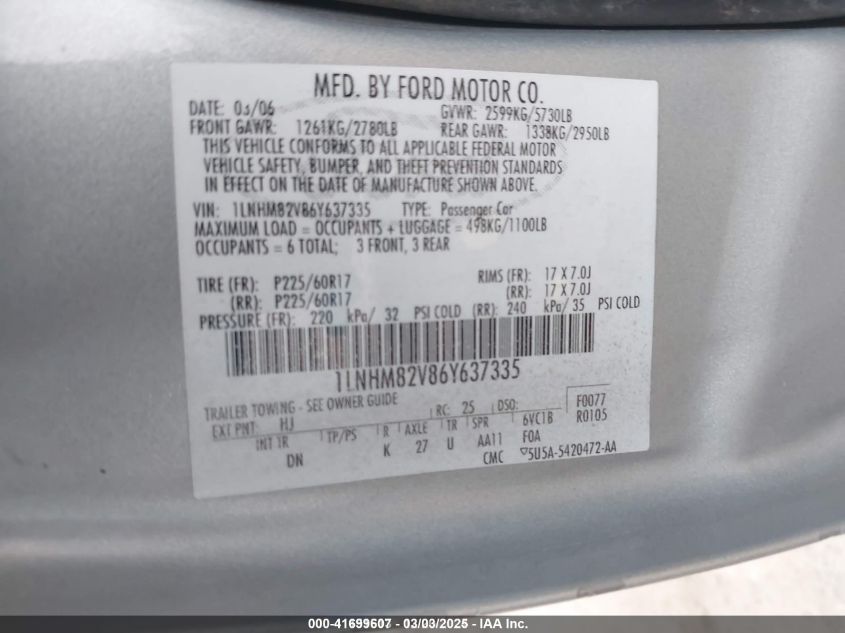 MFD. BY FORD MOTOR CO.
DATE: 03/06 GVWR: 2599KG/5730LB
FRONT GAWR: 1261KG/2780LB REAR GAWR: 1338KG/2950LB
THIS VEHICLE CONFORMS TO ALL APPLICABLE FEDERAL MOTOR
VEHICLE SAFETY, BUMPER, AND THEFT PREVENTION STANDARDS
IN EFFECT ON THE DATE OF MANUFACTURE SHOWN ABOVE.
VIN: 1LNHM82V86Y637335 TYPE: Passenger Car
MAXIMUM LOAD = OCCUPANTS + LUGGAGE = 498KG/1100LB
OCCUPANTS = 6 TOTAL; 3 FRONT, 3 REAR
TIRE (FR): P225/60R17 RIMS (FR): 17 X 7.0J
(RR): P225/60R17 (RR): 17 X 7.0J
PRESSURE (FR): 220 kPa/ 32 PSI COLD (RR): 240 kPa/ 35 PSI COLD
1LNHM82V86Y637335
TRAILER TOWING - SEE OWNER GUIDE RC: 25 DSO: F0077
EXT PNT: HJ R0105
INT TR TP/PS R AXLE TR SPR 6VC1B
DN K 27 U AA11 FOA
CMC ▽5U5A-5420472-AA
000-41699607 - 03/03/2025 - IAA Inc.